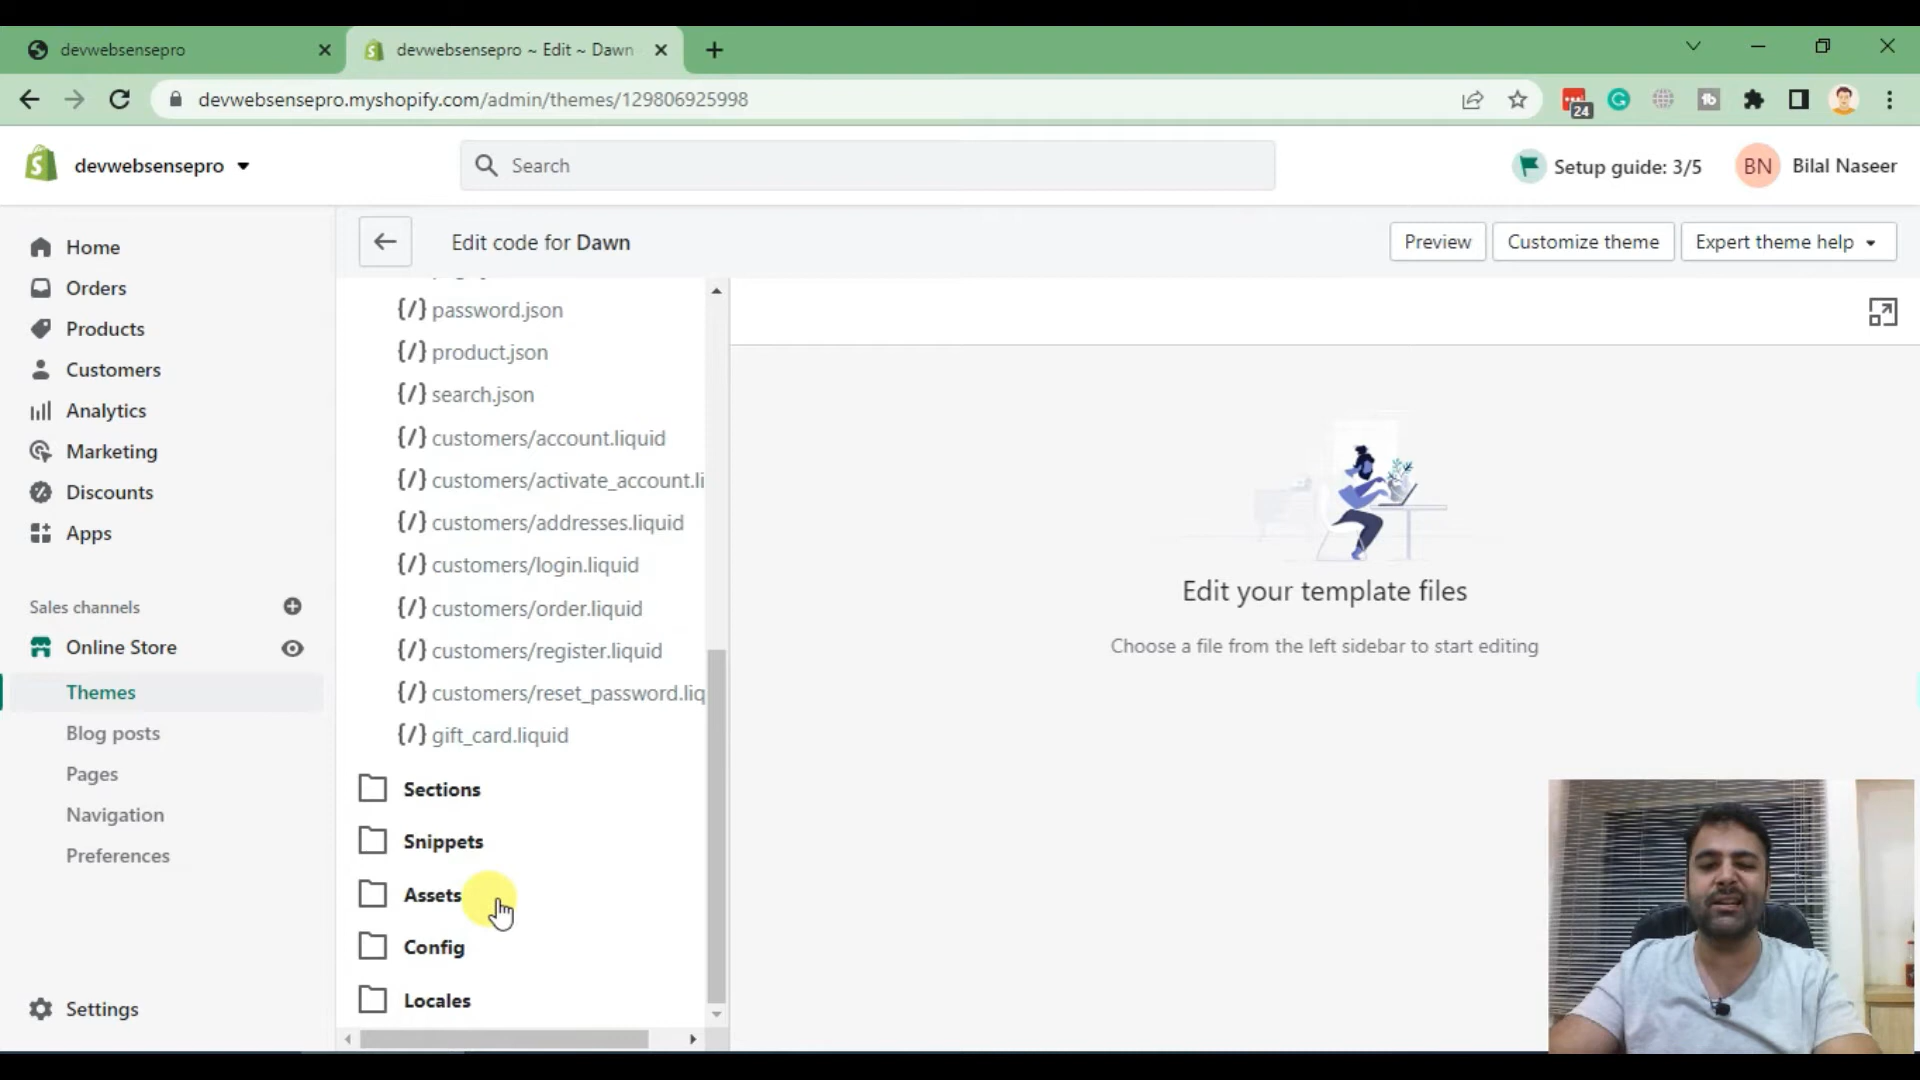 devwebsensepro
devwebsensepro ~ Edit ~ Dawn
devwebsensepro.myshopify.com/admin/themes/129806925998
24
devwebsensepro
Search
Setup guide: 3/5
BN
Bilal Naseer
Home
Orders
Products
Customers
Analytics
Marketing
Discounts
Apps
Sales channels
Online Store
Themes
Blog posts
Pages
Navigation
Preferences
Settings
Edit code for Dawn
Preview
Customize theme
Expert theme help
{/} password.json
{/} product.json
{/} search.json
{/} customers/account.liquid
{/} customers/activate_account.li
{/} customers/addresses.liquid
{/} customers/login.liquid
{/} customers/order.liquid
{/} customers/register.liquid
{/} customers/reset_password.liq
{/} gift_card.liquid
Sections
Snippets
Assets
Config
Locales
Edit your template files
Choose a file from the left sidebar to start editing